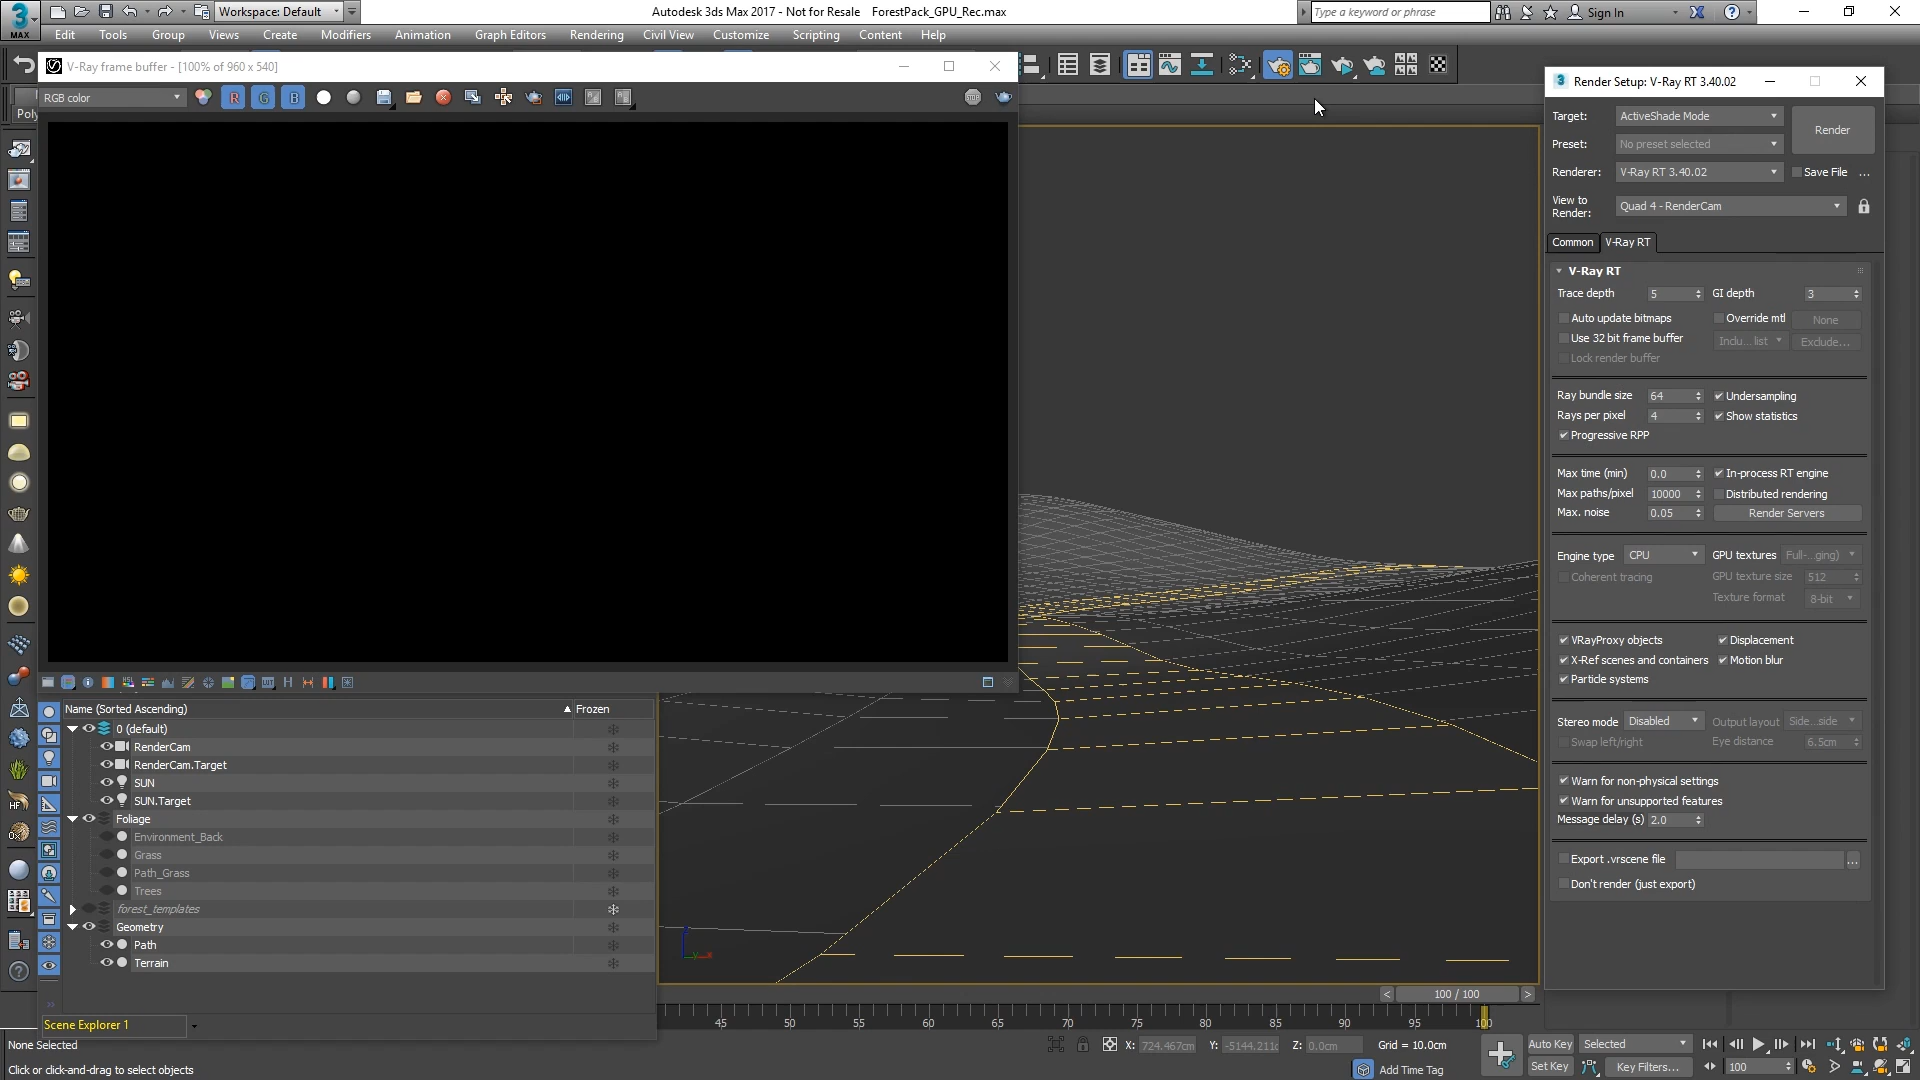 MAX
Workspace: Default
Autodesk 3ds Max 2017 - Not for Resale ForestPack_GPU_Rec.max
Type a keyword or phrase
Sign In
Edit Tools Group Views Create Modifiers Animation Graph Editors Rendering Civil View Customize Scripting Content Help
V-Ray frame buffer - [100% of 960 x 540]
RGB color
R G B
Poly
Render Setup: V-Ray RT 3.40.02
Target: ActiveShade Mode
Render
Preset: No preset selected
Renderer: V-Ray RT 3.40.02
Save File ...
View to Render: Quad 4 - RenderCam
Common V-Ray RT
V-Ray RT
Trace depth 5 GI depth 3
Auto update bitmaps Override mtl None
Use 32 bit frame buffer Inclu... list Exclude...
Lock render buffer
Ray bundle size 64 Undersampling
Rays per pixel 4 Show statistics
Progressive RPP
Max time (min) 0.0 In-process RT engine
Max paths/pixel 10000 Distributed rendering
Max. noise 0.05 Render Servers
Engine type CPU GPU textures Full-...ging)
Coherent tracing GPU texture size 512
Texture format 8-bit
VRayProxy objects Displacement
X-Ref scenes and containers Motion blur
Particle systems
Stereo mode Disabled Output layout Side...side
Swap left/right Eye distance 6.5cm
Warn for non-physical settings
Warn for unsupported features
Message delay (s) 2.0
Export .vrscene file ...
Don't render (just export)
Name (Sorted Ascending) Frozen
0 (default)
RenderCam
RenderCam.Target
SUN
SUN.Target
Foliage
Environment_Back
Grass
Path_Grass
Trees
forest_templates
Geometry
Path
Terrain
Scene Explorer 1
< 100 / 100 >
45 50 55 60 65 70 75 80 85 90 95 100
None Selected
X: 724.467cm Y: -5144.211c Z: 0.0cm Grid = 10.0cm
Auto Key Selected
Click or click-and-drag to select objects
Add Time Tag
Set Key Key Filters... 100